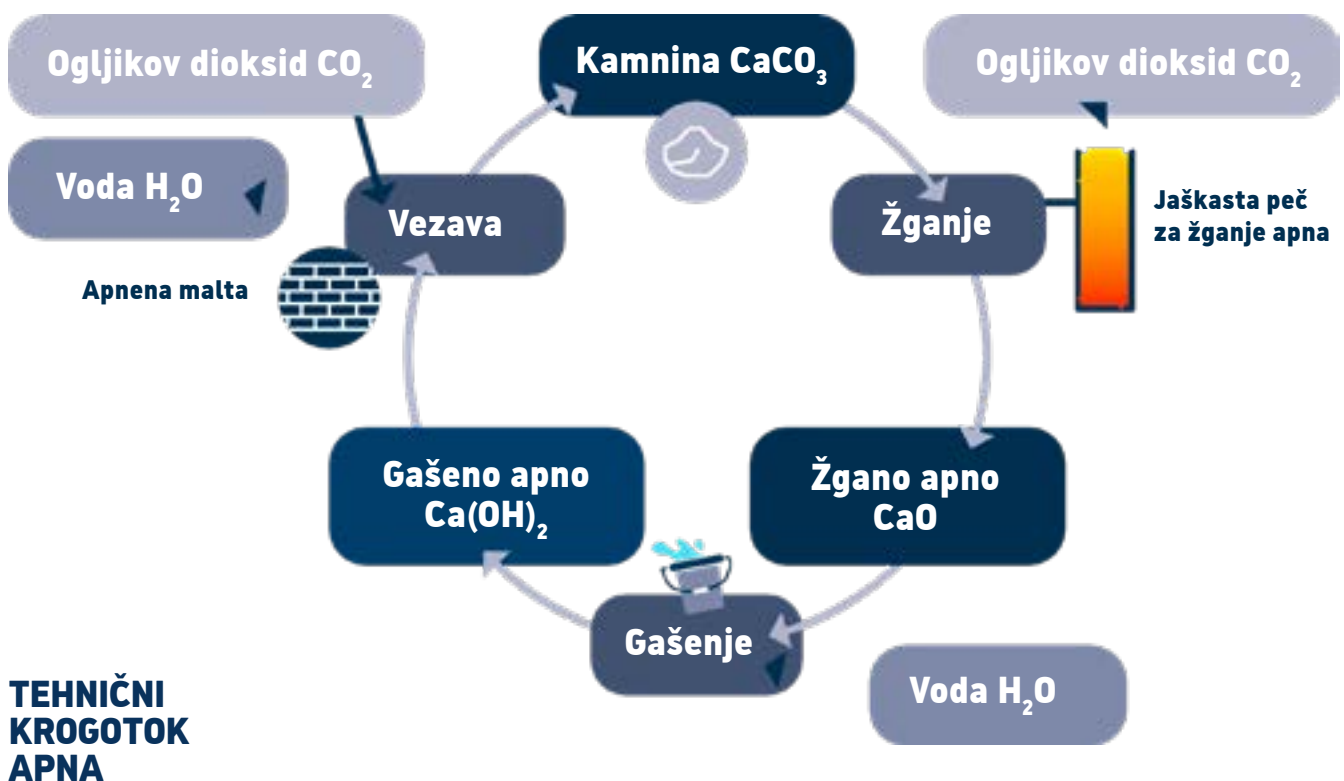 Ogljikov dioksid CO₂
Kamnina CaCO₃
Ogljikov dioksid CO₂
Voda H₂O
Vezava
Žganje
Jaškasta peč
za žganje apna
Apnena malta
Gašeno apno
Ca(OH)₂
Žgano apno
CaO
Gašenje
Voda H₂O
TEHNIČNI
KROGOTOK
APNA